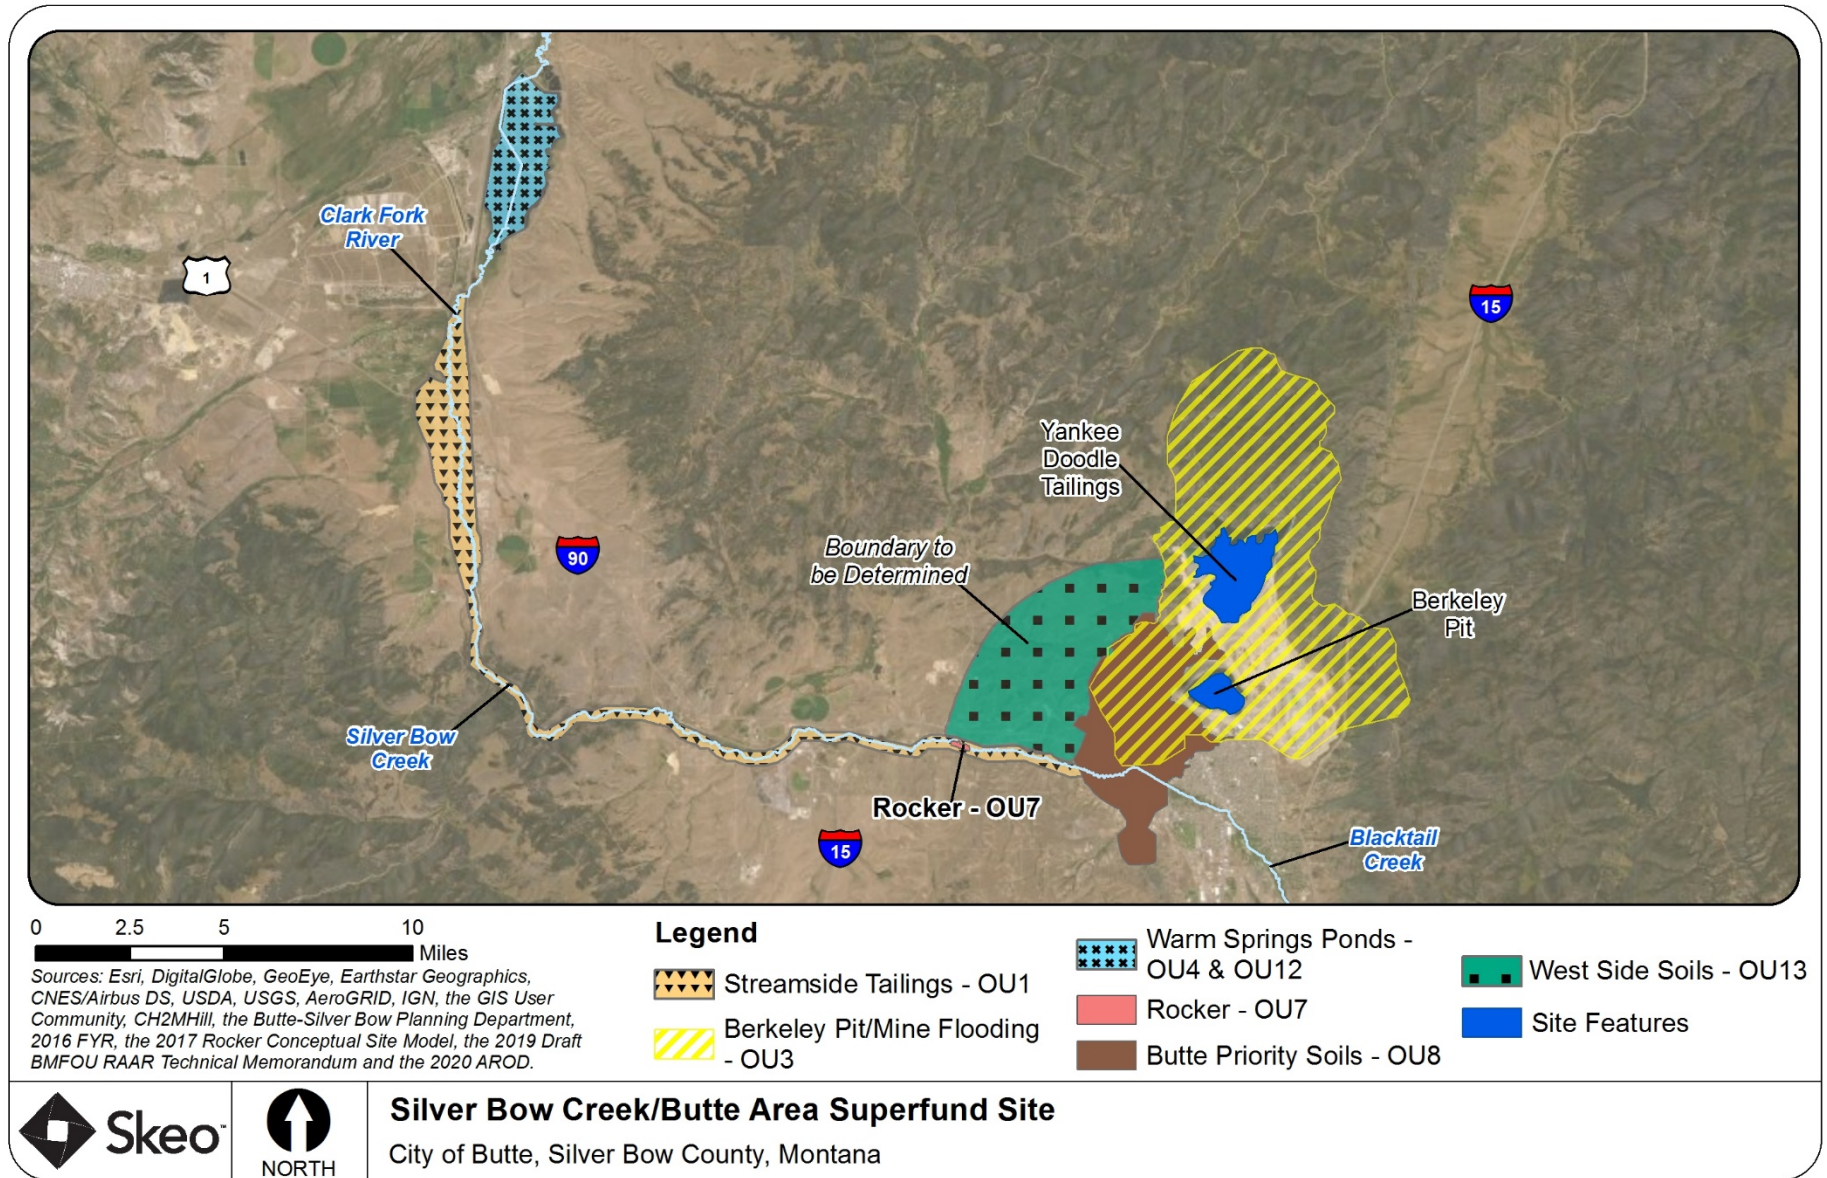 Clark Fork
River
1
15
Yankee
Doodle
Tailings
90
Boundary to
be Determined
Berkeley
Pit
Silver Bow
Creek
Rocker - OU7
15
Blacktail
Creek
0 2.5 5 10
Miles
Sources: Esri, DigitalGlobe, GeoEye, Earthstar Geographics,
CNES/Airbus DS, USDA, USGS, AeroGRID, IGN, the GIS User
Community, CH2MHill, the Butte-Silver Bow Planning Department,
2016 FYR, the 2017 Rocker Conceptual Site Model, the 2019 Draft
BMFOU RAAR Technical Memorandum and the 2020 AROD.
Legend
Streamside Tailings - OU1
Berkeley Pit/Mine Flooding
- OU3
Warm Springs Ponds -
OU4 & OU12
Rocker - OU7
Butte Priority Soils - OU8
West Side Soils - OU13
Site Features
Skeo™
NORTH
Silver Bow Creek/Butte Area Superfund Site
City of Butte, Silver Bow County, Montana